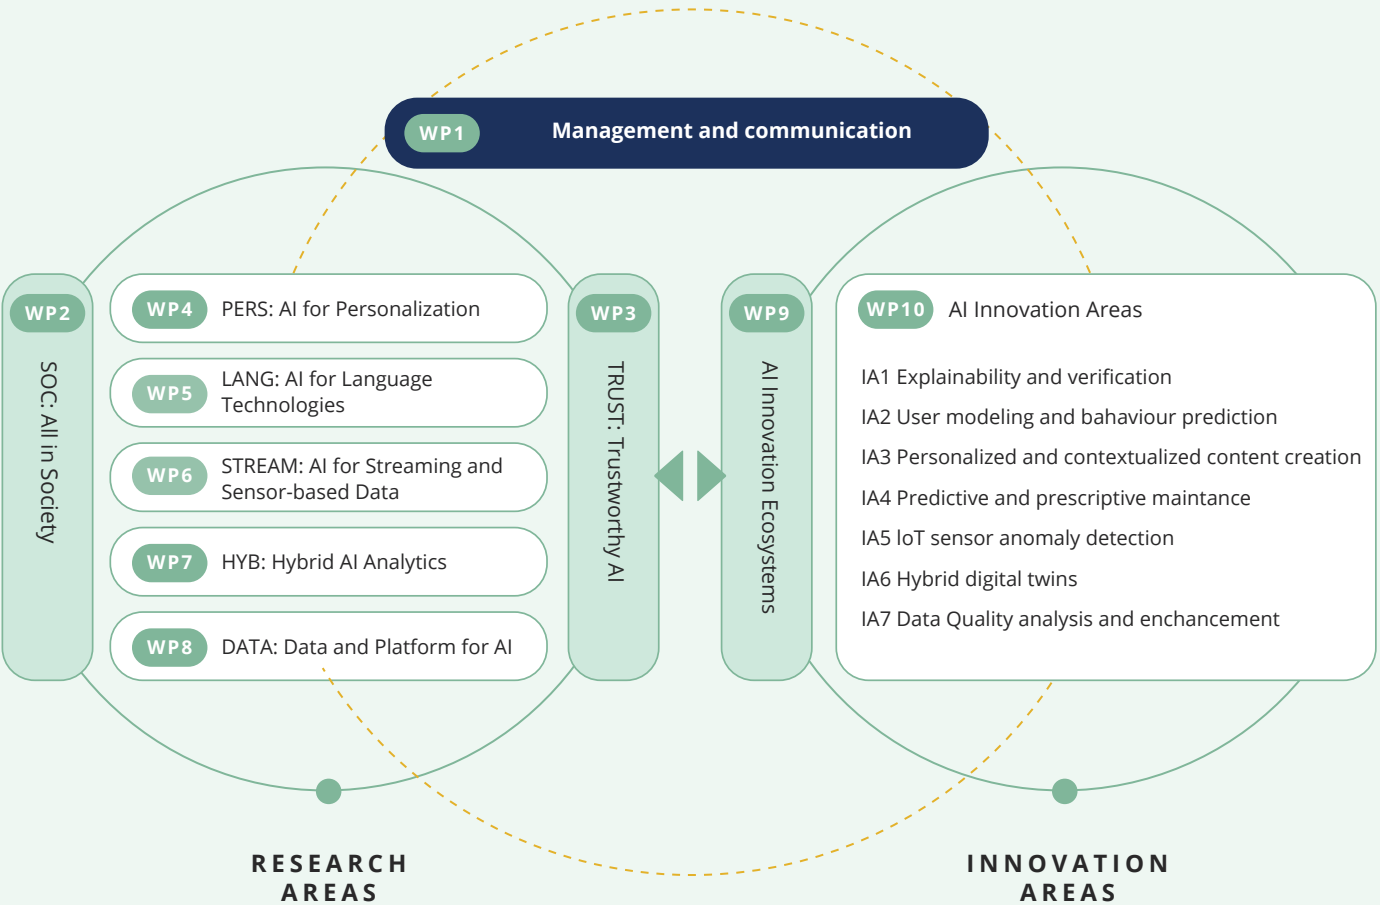 WP1 Management and communication
WP2
SOC: All in Society
WP4 PERS: AI for Personalization
WP5 LANG: AI for Language
Technologies
WP6 STREAM: AI for Streaming and
Sensor-based Data
WP7 HYB: Hybrid AI Analytics
WP8 DATA: Data and Platform for AI
WP3
TRUST: Trustworthy AI
WP9
AI Innovation Ecosystems
WP10 AI Innovation Areas
IA1 Explainability and verification
IA2 User modeling and bahaviour prediction
IA3 Personalized and contextualized content creation
IA4 Predictive and prescriptive maintance
IA5 loT sensor anomaly detection
IA6 Hybrid digital twins
IA7 Data Quality analysis and enchancement
RESEARCH
AREAS
INNOVATION
AREAS